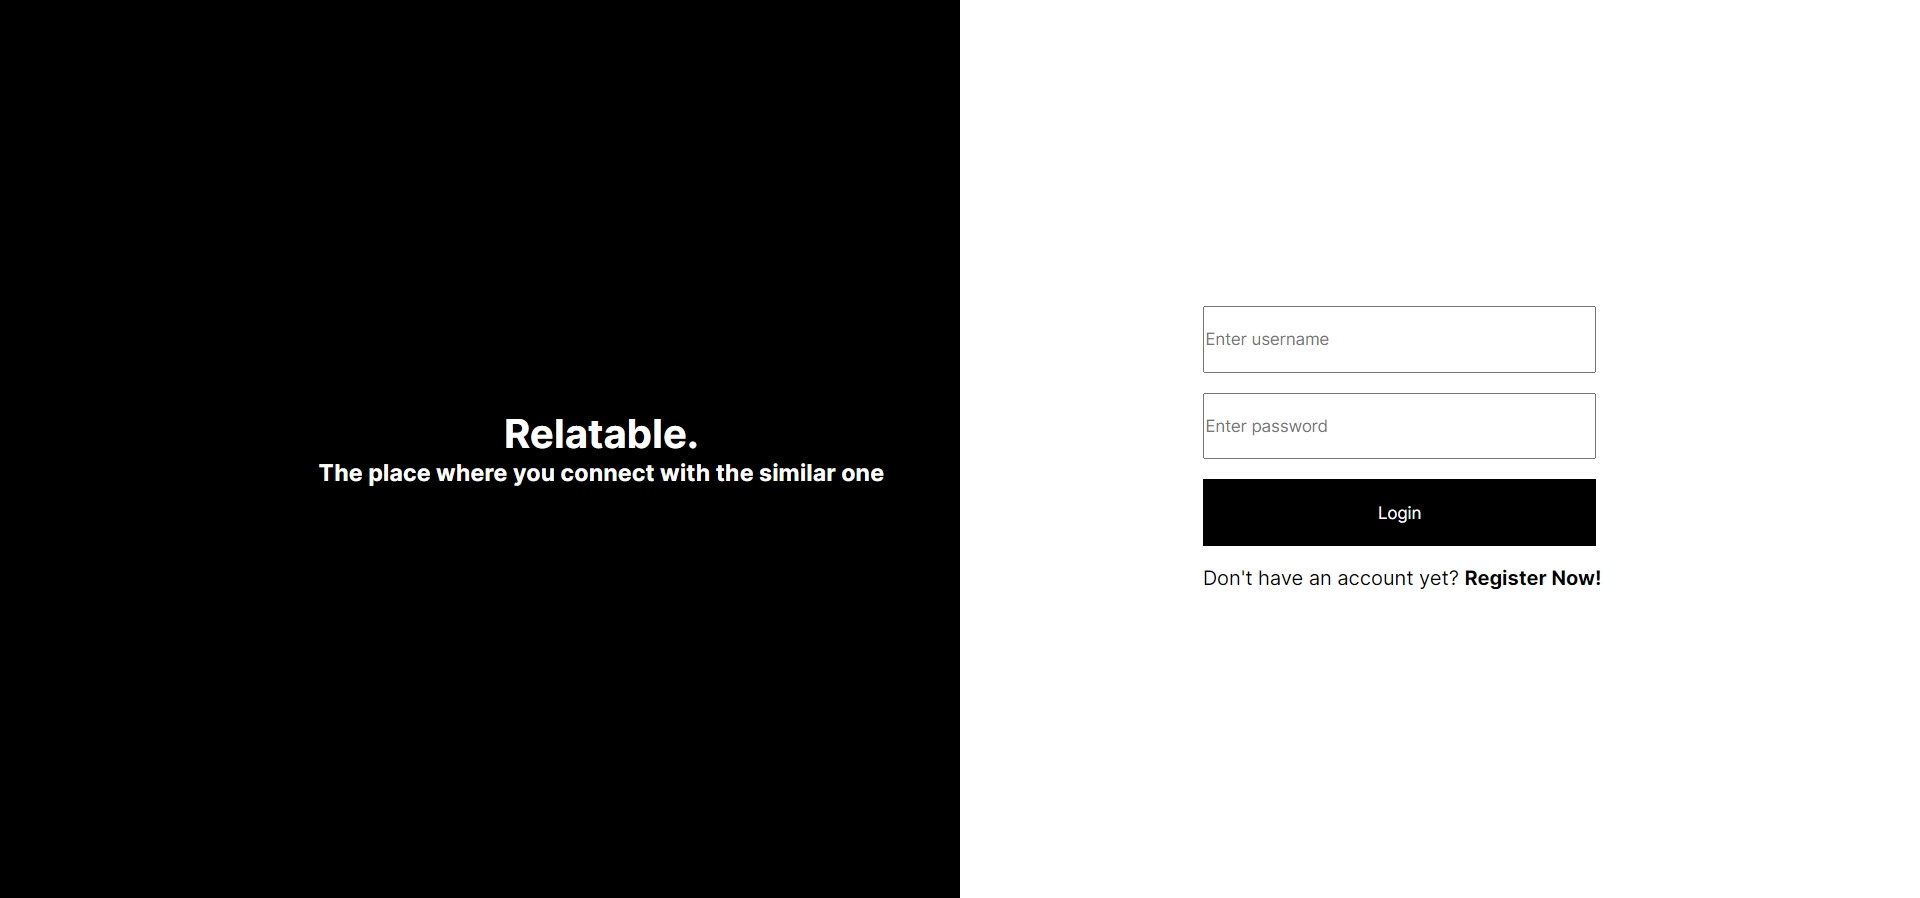 Relatable.
The place where you connect with the similar one
Enter username
Enter password
Login
Don't have an account yet? Register Now!